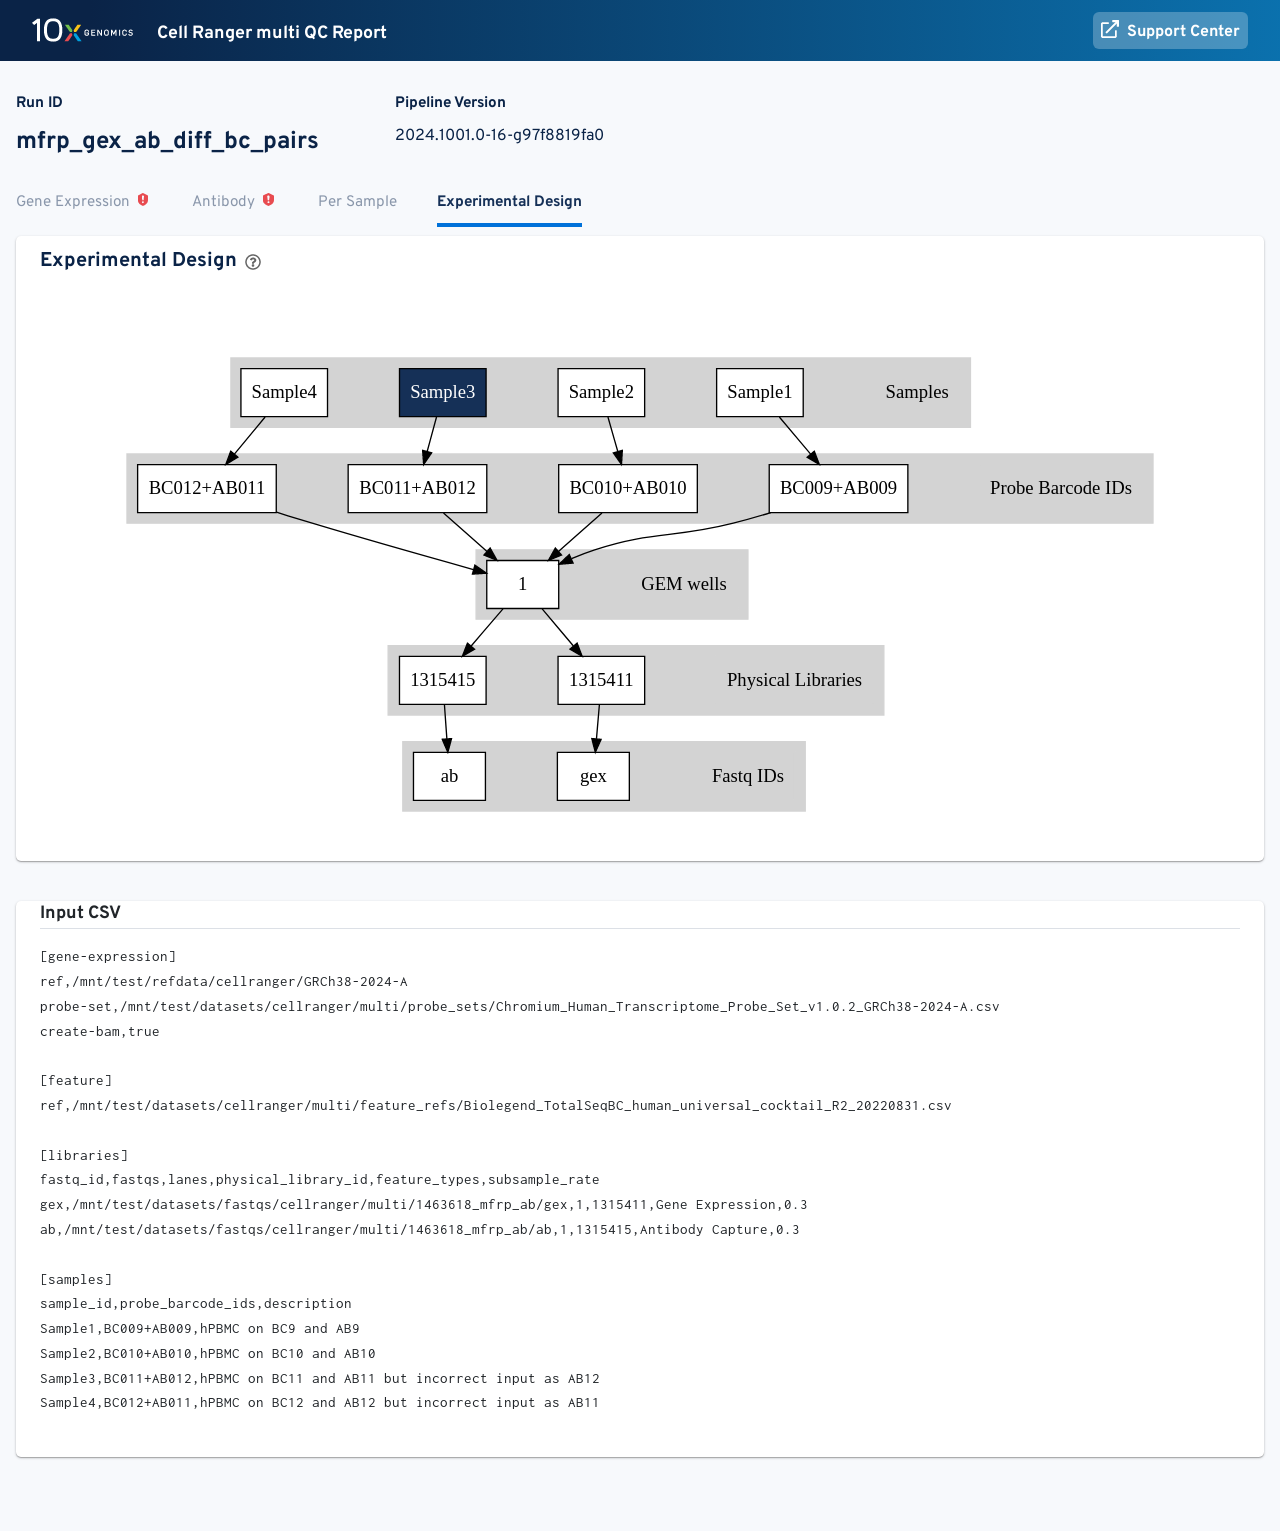 10x GENOMICS Cell Ranger multi QC Report Support Center
Run ID Pipeline Version
mfrp_gex_ab_diff_bc_pairs 2024.1001.0-16-g97f8819fa0
Gene Expression Antibody Per Sample Experimental Design
Experimental Design
Sample4 Sample3 Sample2 Sample1 Samples
BC012+AB011 BC011+AB012 BC010+AB010 BC009+AB009 Probe Barcode IDs
1 GEM wells
1315415 1315411 Physical Libraries
ab gex Fastq IDs
Input CSV
[gene-expression]
ref,/mnt/test/refdata/cellranger/GRCh38-2024-A
probe-set,/mnt/test/datasets/cellranger/multi/probe_sets/Chromium_Human_Transcriptome_Probe_Set_v1.0.2_GRCh38-2024-A.csv
create-bam,true
[feature]
ref,/mnt/test/datasets/cellranger/multi/feature_refs/Biolegend_TotalSeqBC_human_universal_cocktail_R2_20220831.csv
[libraries]
fastq_id,fastqs,lanes,physical_library_id,feature_types,subsample_rate
gex,/mnt/test/datasets/fastqs/cellranger/multi/1463618_mfrp_ab/gex,1,1315411,Gene Expression,0.3
ab,/mnt/test/datasets/fastqs/cellranger/multi/1463618_mfrp_ab/ab,1,1315415,Antibody Capture,0.3
[samples]
sample_id,probe_barcode_ids,description
Sample1,BC009+AB009,hPBMC on BC9 and AB9
Sample2,BC010+AB010,hPBMC on BC10 and AB10
Sample3,BC011+AB012,hPBMC on BC11 and AB11 but incorrect input as AB12
Sample4,BC012+AB011,hPBMC on BC12 and AB12 but incorrect input as AB11